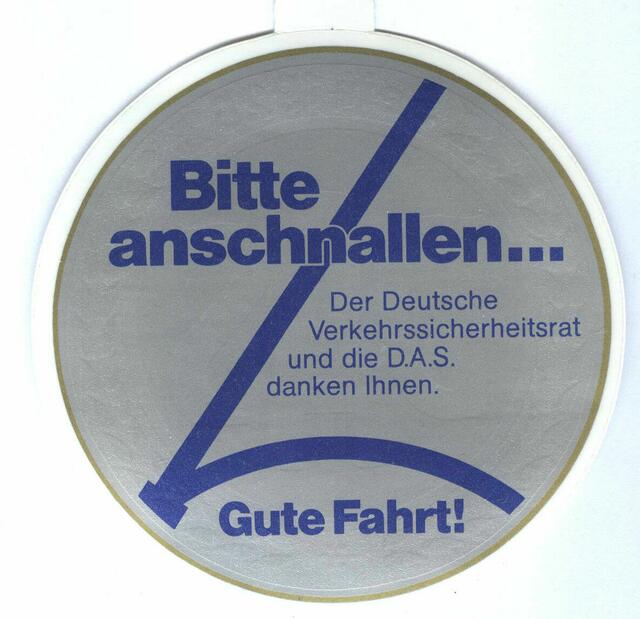 Bitte
anschnallen...
Der Deutsche
Verkehrssicherheitsrat
und die D.A.S.
danken Ihnen.
Gute Fahrt!